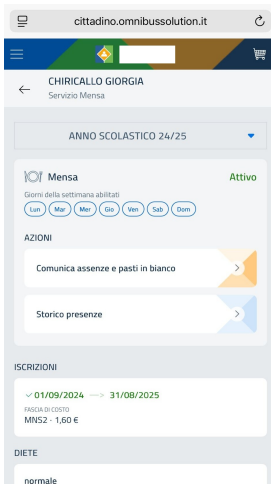 cittadino.omnibussolution.it
CHIRICALLO GIORGIA
Servizio Mensa
ANNO SCOLASTICO 24/25
Mensa Attivo
Giorni della settimana abilitati
Lun Mar Mer Gio Ven Sab Dom
AZIONI
Comunica assenze e pasti in bianco
Storico presenze
ISCRIZIONI
01/09/2024 —> 31/08/2025
FASCIA DI COSTO
MNS2 - 1,60 €
DIETE
normale